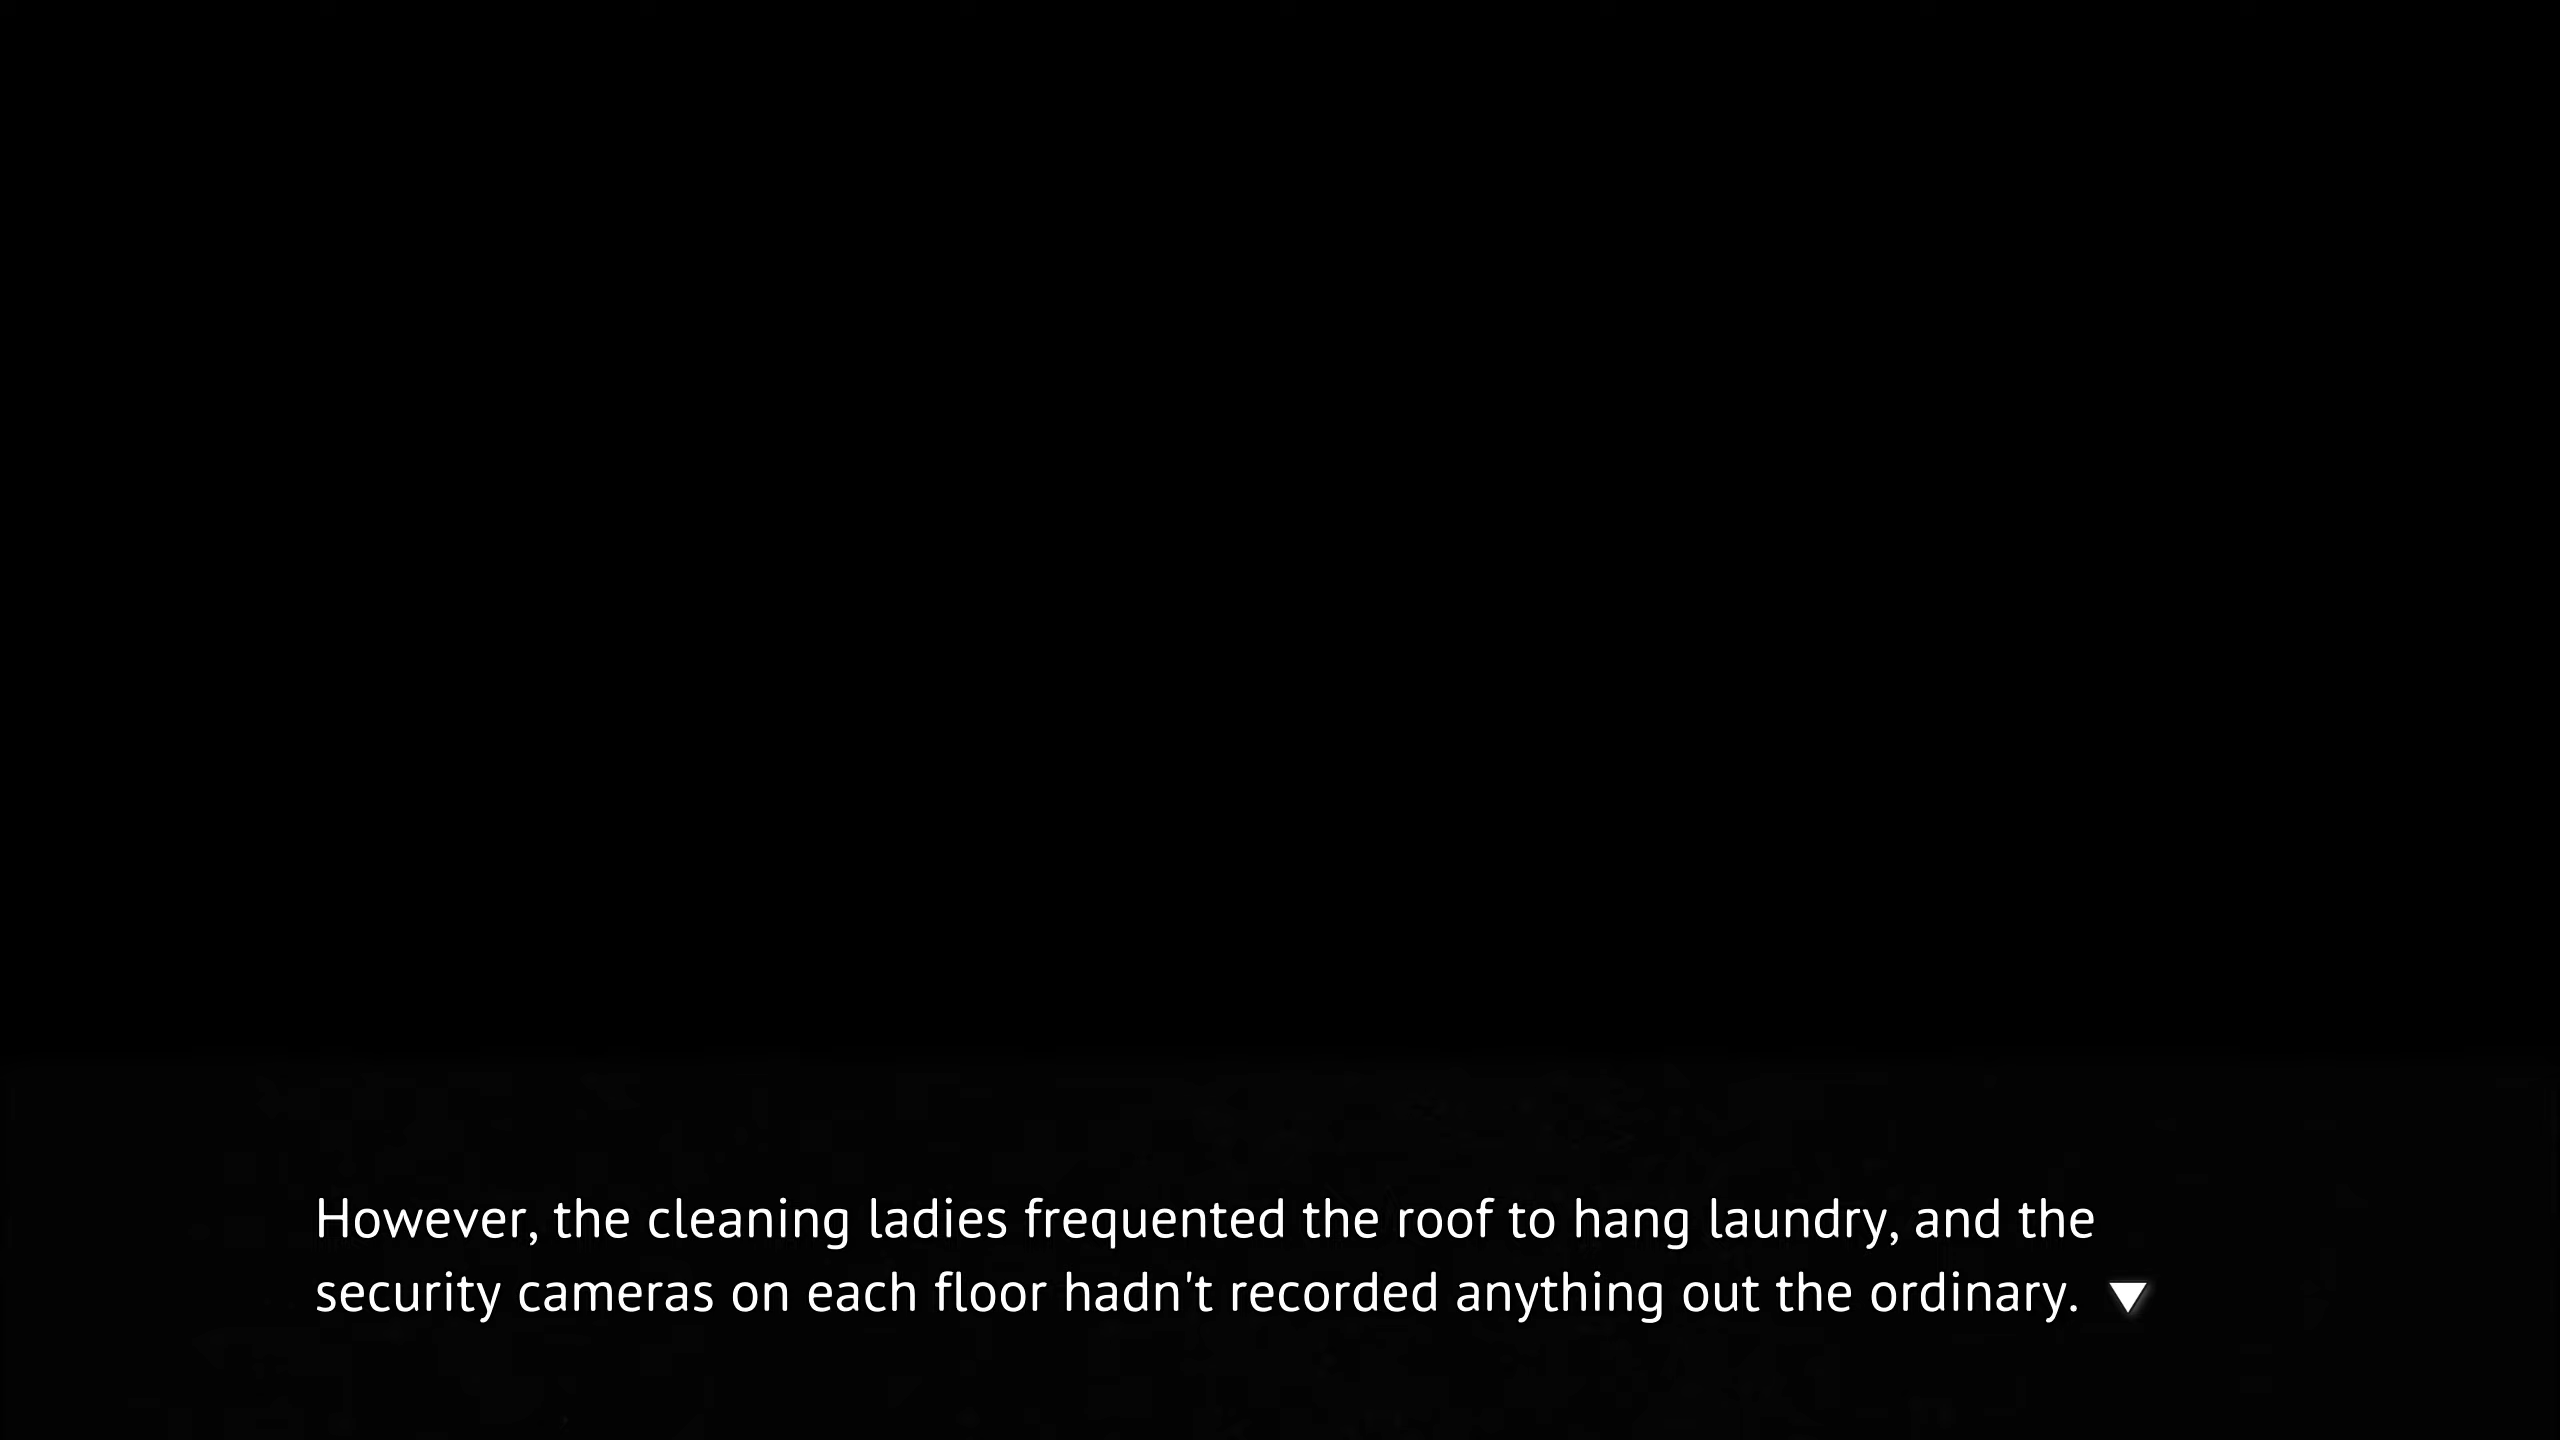 However, the cleaning ladies frequented the roof to hang laundry, and the
security cameras on each floor hadn't recorded anything out the ordinary.